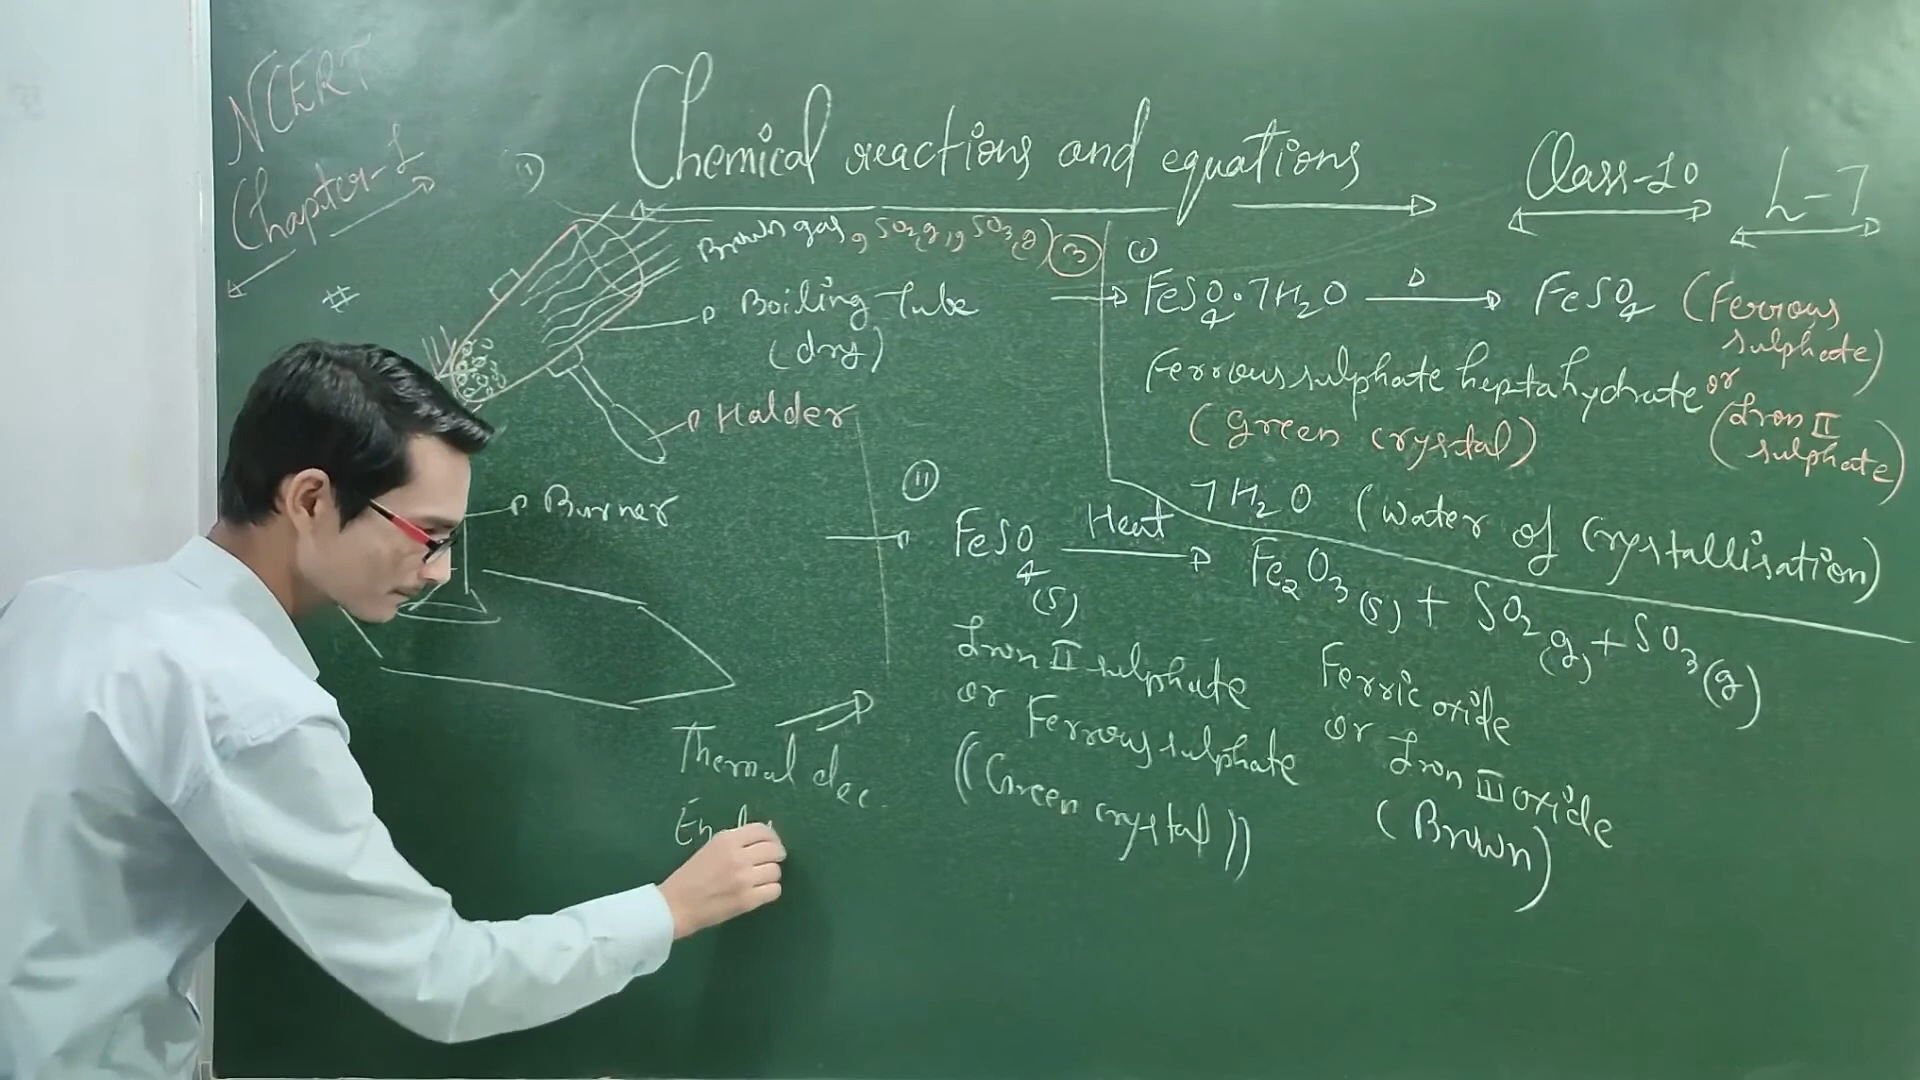 NCERT
Chapter-1
Chemical reactions and equations
Class-10
L-7
#
Brown gas, SO2(g), SO3(g)
Boiling Tube
(dry)
Halder
Burner
(i)
FeSO4.7H2O Δ FeSO4 (Ferrous
sulphate)
Ferrous sulphate heptahydrate or
(Green crystal)
(Iron II
sulphate)
7H2O (water of crystallisation)
(ii)
FeSO4(s) Heat Fe2O3(s) + SO2(g) + SO3(g)
Iron II sulphate
or Ferrous sulphate
((Green crystal))
Ferric oxide
or Iron III oxide
(Brown)
Thermal dec.